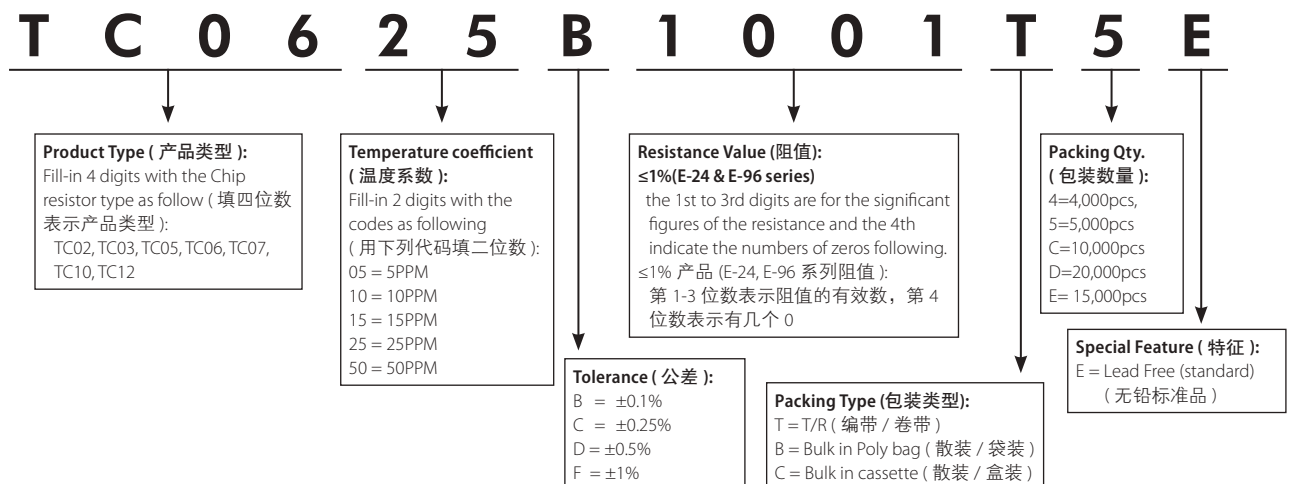 T C 0 6 2 5 B 1 0 0 1 T 5 E
Product Type ( 产品类型 ):
Fill-in 4 digits with the Chip
resistor type as follow ( 填四位数
表示产品类型 ):
TC02, TC03, TC05, TC06, TC07,
TC10, TC12
Temperature coefficient
( 温度系数 ):
Fill-in 2 digits with the
codes as following
( 用下列代码填二位数 ):
05 = 5PPM
10 = 10PPM
15 = 15PPM
25 = 25PPM
50 = 50PPM
Tolerance ( 公差 ):
B = ±0.1%
C = ±0.25%
D = ±0.5%
F = ±1%
Resistance Value (阻值):
≤1%(E-24 & E-96 series)
the 1st to 3rd digits are for the significant
figures of the resistance and the 4th
indicate the numbers of zeros following.
≤1% 产品 (E-24, E-96 系列阻值 ):
第 1-3 位数表示阻值的有效数，第 4
位数表示有几个 0
Packing Type (包装类型):
T = T/R ( 编带 / 卷带 )
B = Bulk in Poly bag ( 散装 / 袋装 )
C = Bulk in cassette ( 散装 / 盒装 )
Packing Qty.
( 包装数量 ):
4=4,000pcs,
5=5,000pcs
C=10,000pcs
D=20,000pcs
E= 15,000pcs
Special Feature ( 特征 ):
E = Lead Free (standard)
( 无铅标准品 )